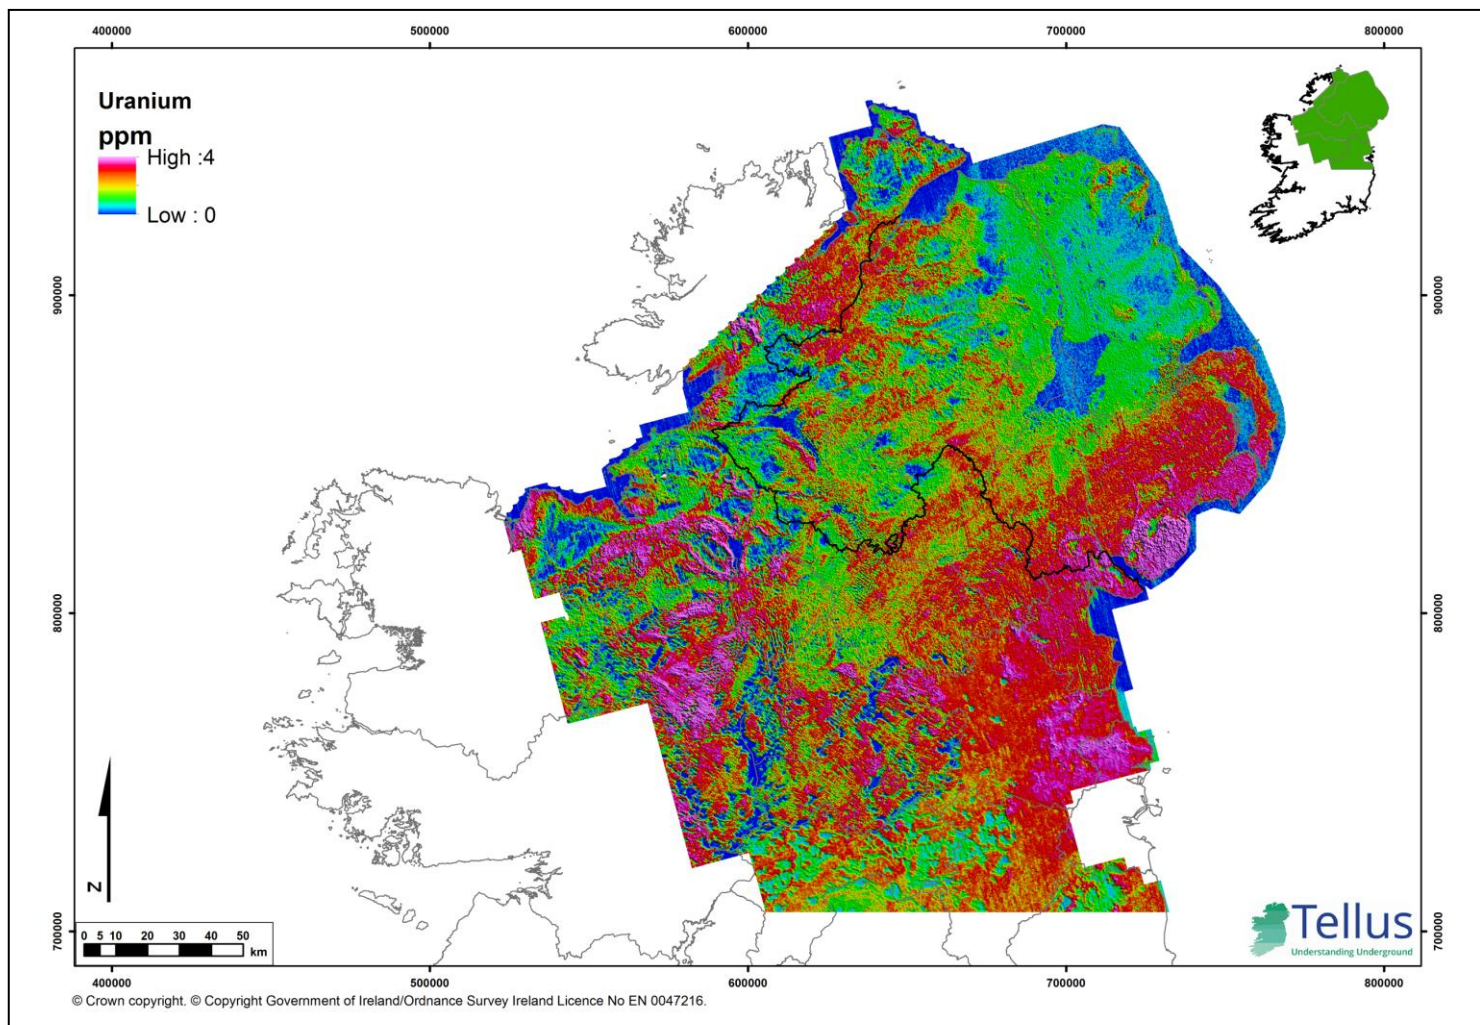 400000 500000 600000 700000 800000
Uranium
ppm
High :4
Low : 0
900000 900000
800000 800000
700000 700000
N
0 5 10 20 30 40 50
km
Tellus
Understanding Underground
400000 500000 600000 700000 800000
© Crown copyright. © Copyright Government of Ireland/Ordnance Survey Ireland Licence No EN 0047216.